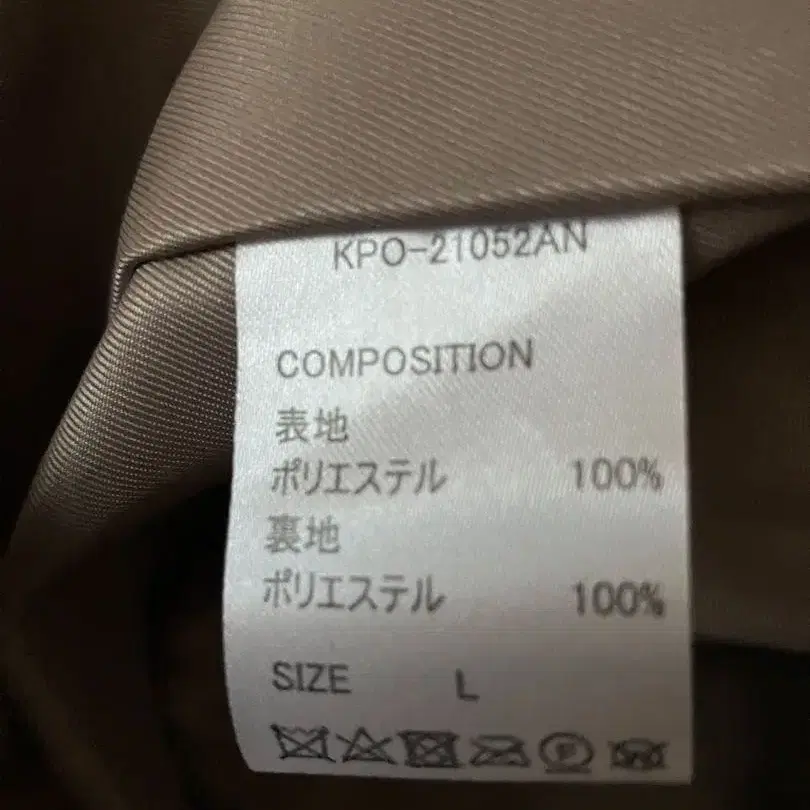 KPO-21052AN
COMPOSITION
表地
ポリエステル 100%
裏地
ポリエステル 100%
SIZE L